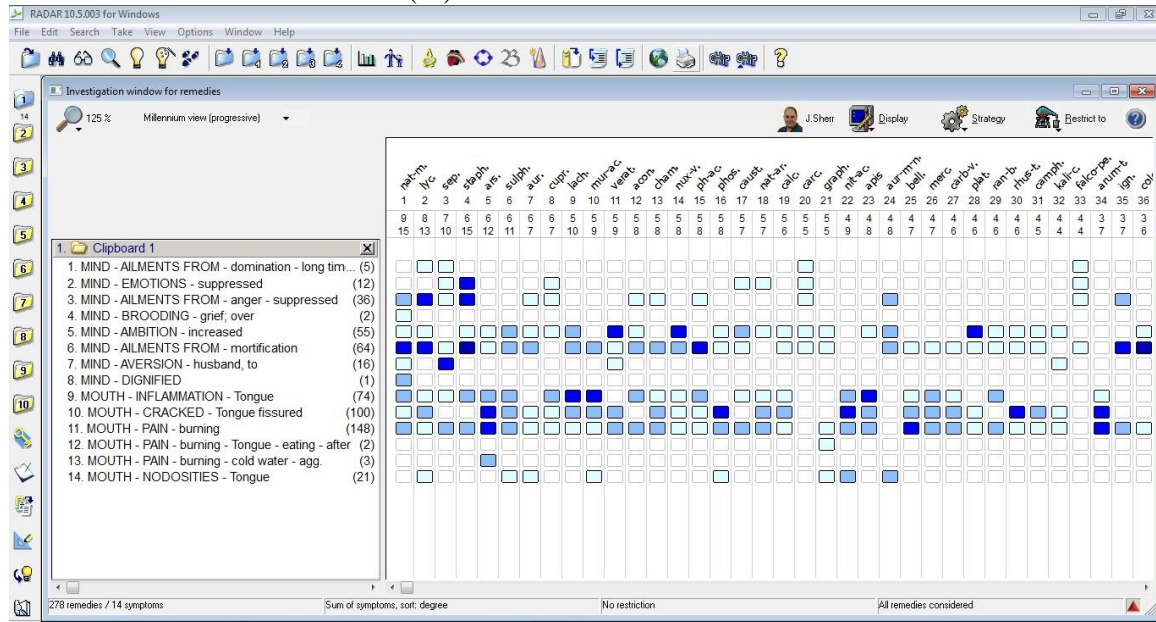 RADAR 10.5.003 for Windows
File Edit Search Take View Options Window Help
Investigation window for remedies
125 % Millennium view (progressive) J.Sherr Display Strategy Restrict to
nat-m. lyc. sep. staph. ars. sulph. aur. cupr. lach. mur-ac. verat. acon. cham. nux-v. ph-ac. phos. caust. nat-ar. calc. carc. graph. nit-ac. apis aur-m-n. bell. merc. carb-v. plat. ran-b. rhus-t. camph. kali-c. falco-pe. arum-t ign.
1 2 3 4 5 6 7 8 9 10 11 12 13 14 15 16 17 18 19 20 21 22 23 24 25 26 27 28 29 30 31 32 33 34 35 36
9 8 7 6 6 6 6 6 6 5 5 5 5 5 5 5 5 5 5 5 5 4 4 4 4 4 4 4 4 4 4 4 4 3 3 3
15 13 10 15 12 11 7 7 10 9 9 8 8 8 8 8 7 7 6 5 5 8 8 8 7 7 6 6 6 6 5 4 4 7 7 6
1. Clipboard 1 X
1. MIND - AILMENTS FROM - domination - long tim... (5)
2. MIND - EMOTIONS - suppressed (12)
3. MIND - AILMENTS FROM - anger - suppressed (36)
4. MIND - BROODING - grief; over (2)
5. MIND - AMBITION - increased (55)
6. MIND - AILMENTS FROM - mortification (64)
7. MIND - AVERSION - husband, to (16)
8. MIND - DIGNIFIED (1)
9. MOUTH - INFLAMMATION - Tongue (74)
10. MOUTH - CRACKED - Tongue fissured (100)
11. MOUTH - PAIN - burning (148)
12. MOUTH - PAIN - burning - Tongue - eating - after (2)
13. MOUTH - PAIN - burning - cold water - agg. (3)
14. MOUTH - NODOSITIES - Tongue (21)
1
14
2
3
4
5
6
7
8
9
10
278 remedies / 14 symptoms Sum of symptoms, sort: degree No restriction All remedies considered